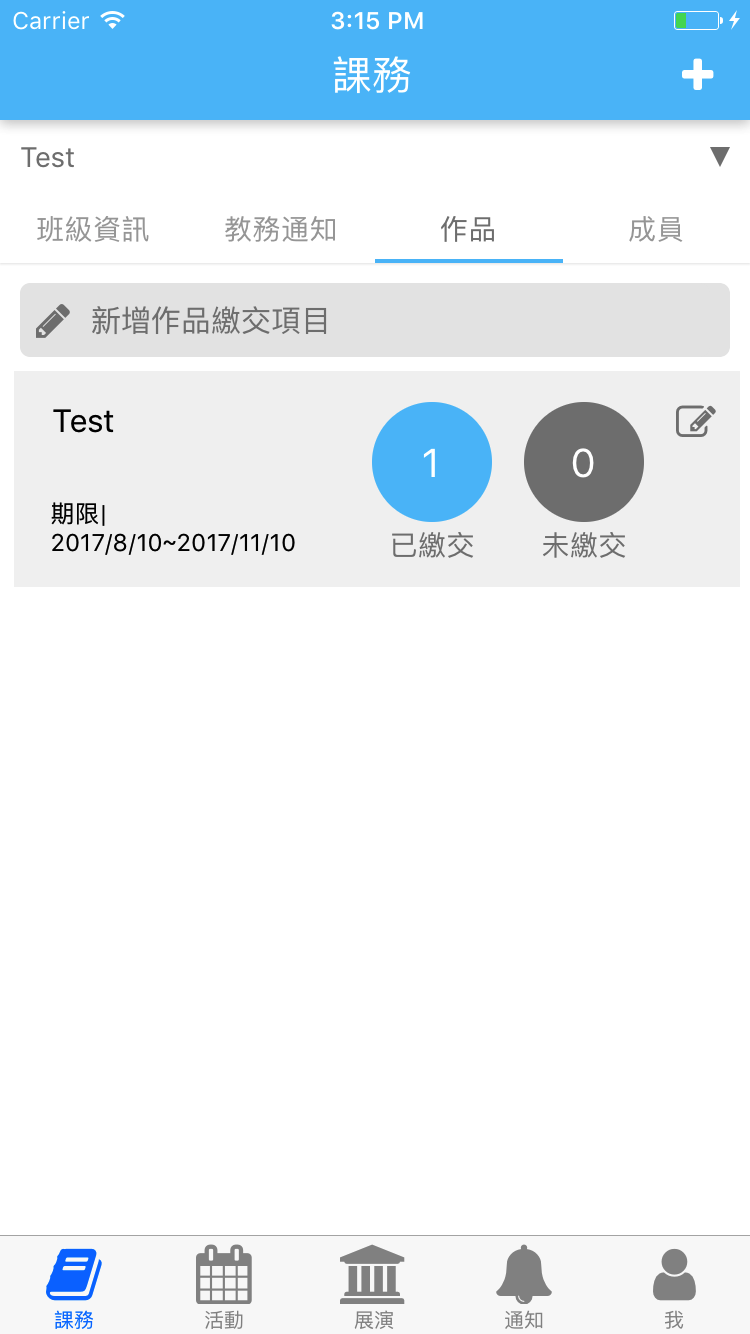 Carrier 3:15 PM
課務
Test
班級資訊 教務通知 作品 成員
新增作品繳交項目
Test
1 0
期限|
2017/8/10~2017/11/10
已繳交 未繳交
課務 活動 展演 通知 我